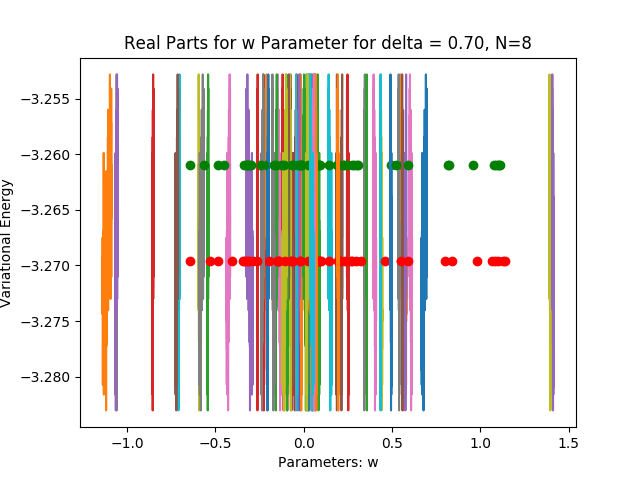 Real Parts for w Parameter for delta = 0.70, N=8
Variational Energy
−3.255
−3.260
−3.265
−3.270
−3.275
−3.280
−1.0 −0.5 0.0 0.5 1.0 1.5
Parameters: w